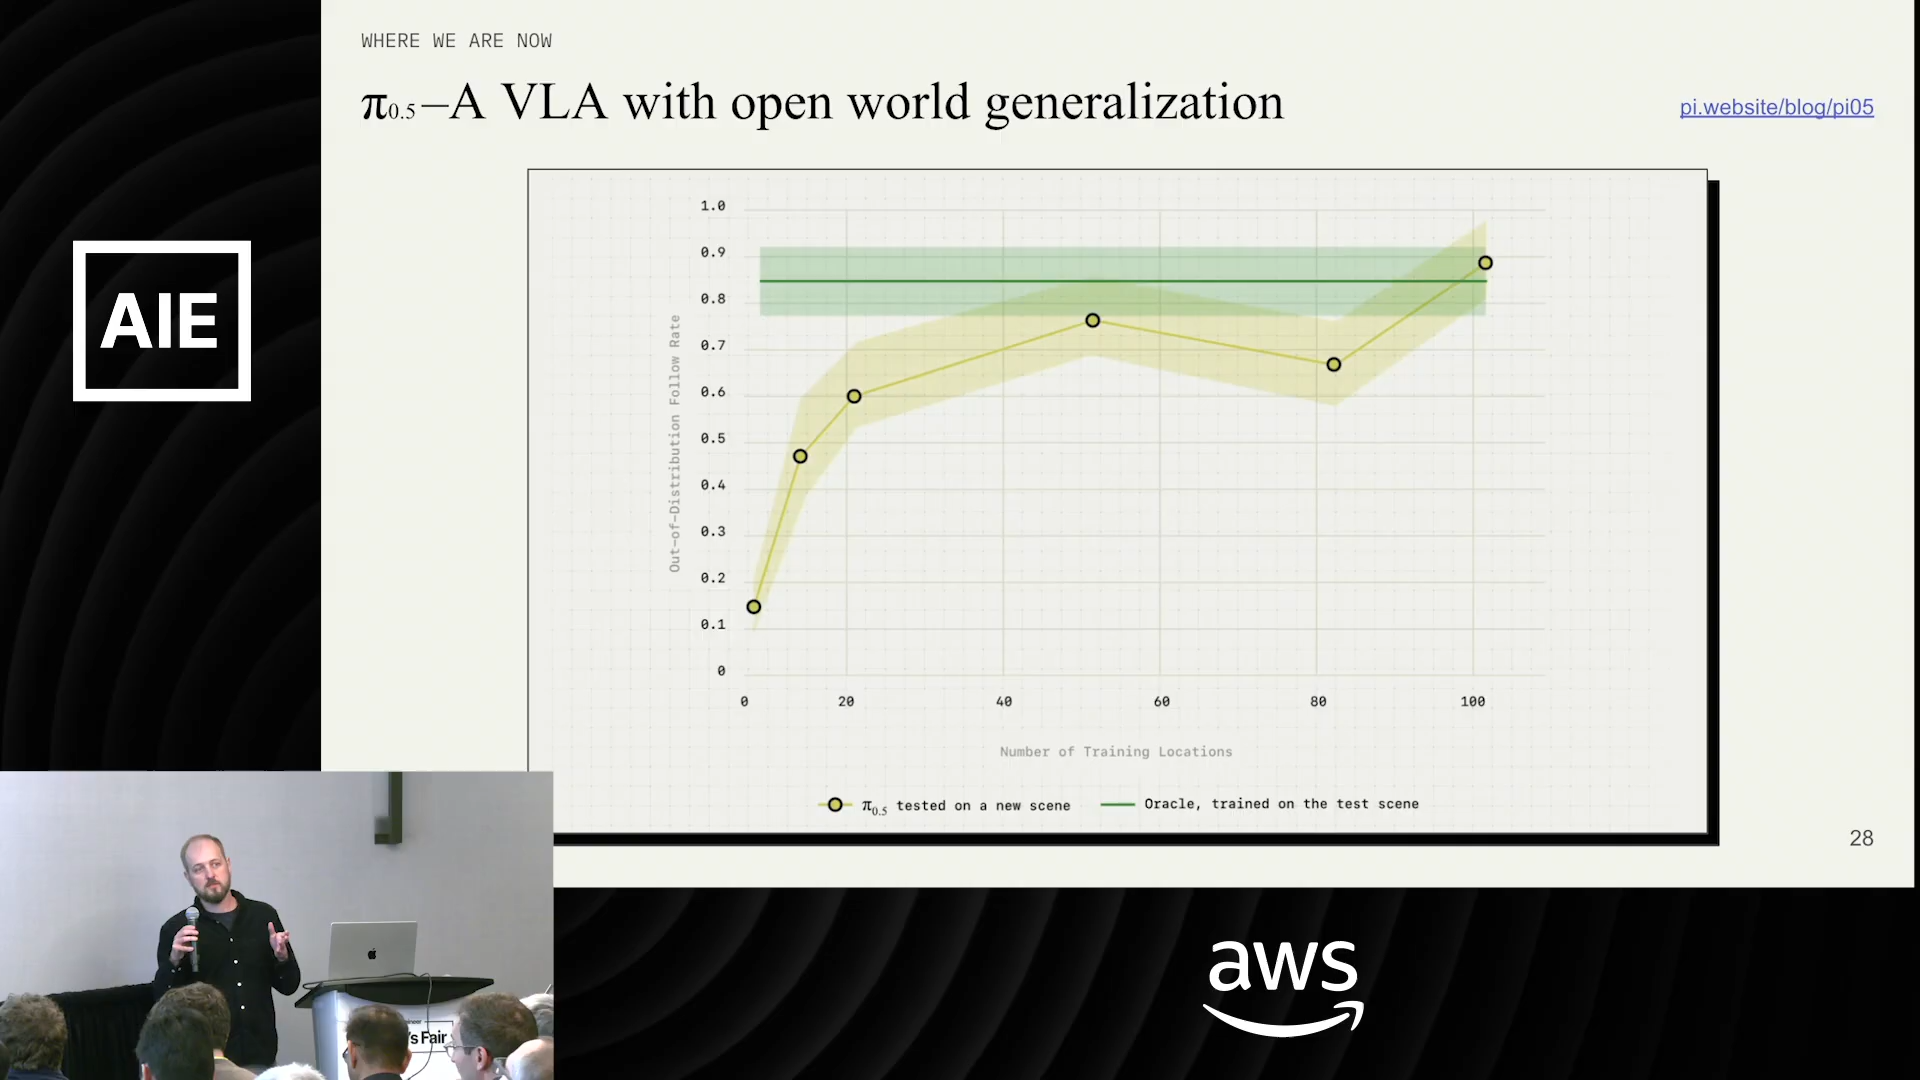 WHERE WE ARE NOW
π0.5—A VLA with open world generalization
pi.website/blog/pi05
AIE
1.0
0.9
0.8
0.7
0.6
0.5
0.4
0.3
0.2
0.1
0
Out-of-Distribution Follow Rate
0 20 40 60 80 100
Number of Training Locations
π0.5 tested on a new scene
Oracle, trained on the test scene
28
's Fair
aws